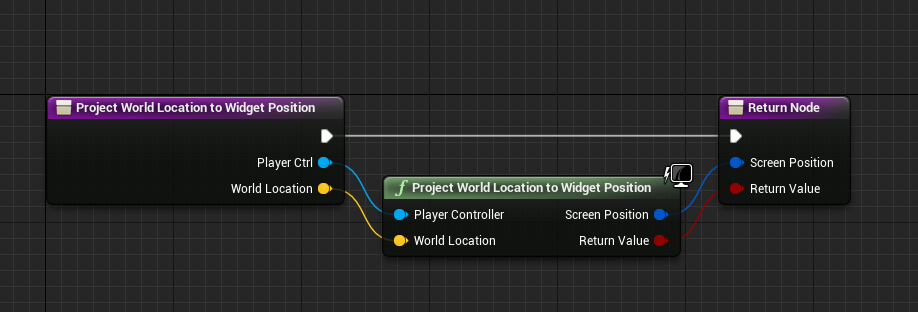 Project World Location to Widget Position
Return Node
Player Ctrl
Screen Position
World Location
Return Value
f Project World Location to Widget Position
Player Controller
Screen Position
World Location
Return Value